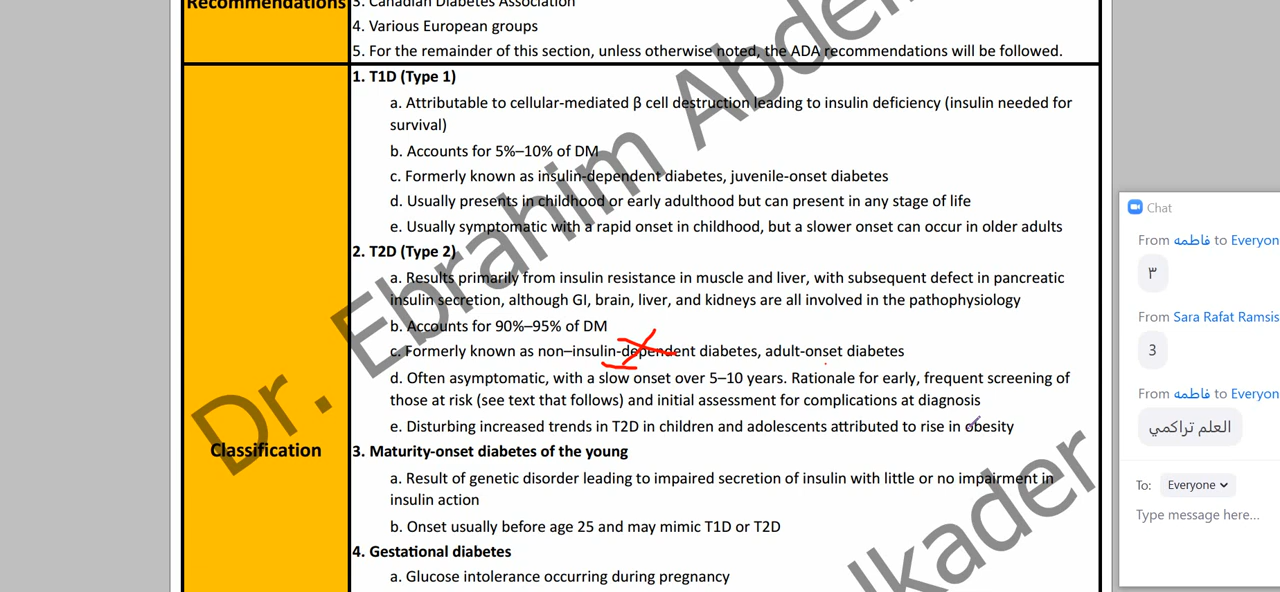 Recommendations
3. Canadian Diabetes Association
4. Various European groups
5. For the remainder of this section, unless otherwise noted, the ADA recommendations will be followed.
Classification
1. T1D (Type 1)
a. Attributable to cellular-mediated β cell destruction leading to insulin deficiency (insulin needed for
survival)
b. Accounts for 5%–10% of DM
c. Formerly known as insulin-dependent diabetes, juvenile-onset diabetes
d. Usually presents in childhood or early adulthood but can present in any stage of life
e. Usually symptomatic with a rapid onset in childhood, but a slower onset can occur in older adults
2. T2D (Type 2)
a. Results primarily from insulin resistance in muscle and liver, with subsequent defect in pancreatic
insulin secretion, although GI, brain, liver, and kidneys are all involved in the pathophysiology
b. Accounts for 90%–95% of DM
c. Formerly known as non–insulin-dependent diabetes, adult-onset diabetes
d. Often asymptomatic, with a slow onset over 5–10 years. Rationale for early, frequent screening of
those at risk (see text that follows) and initial assessment for complications at diagnosis
e. Disturbing increased trends in T2D in children and adolescents attributed to rise in obesity
3. Maturity-onset diabetes of the young
a. Result of genetic disorder leading to impaired secretion of insulin with little or no impairment in
insulin action
b. Onset usually before age 25 and may mimic T1D or T2D
4. Gestational diabetes
a. Glucose intolerance occurring during pregnancy
Dr. Ebrahim Abdelkader
Chat
From فاطمه to Everyon
٣
From Sara Rafat Ramsis
3
From فاطمه to Everyon
العلم تراكمي
To: Everyone
Type message here...